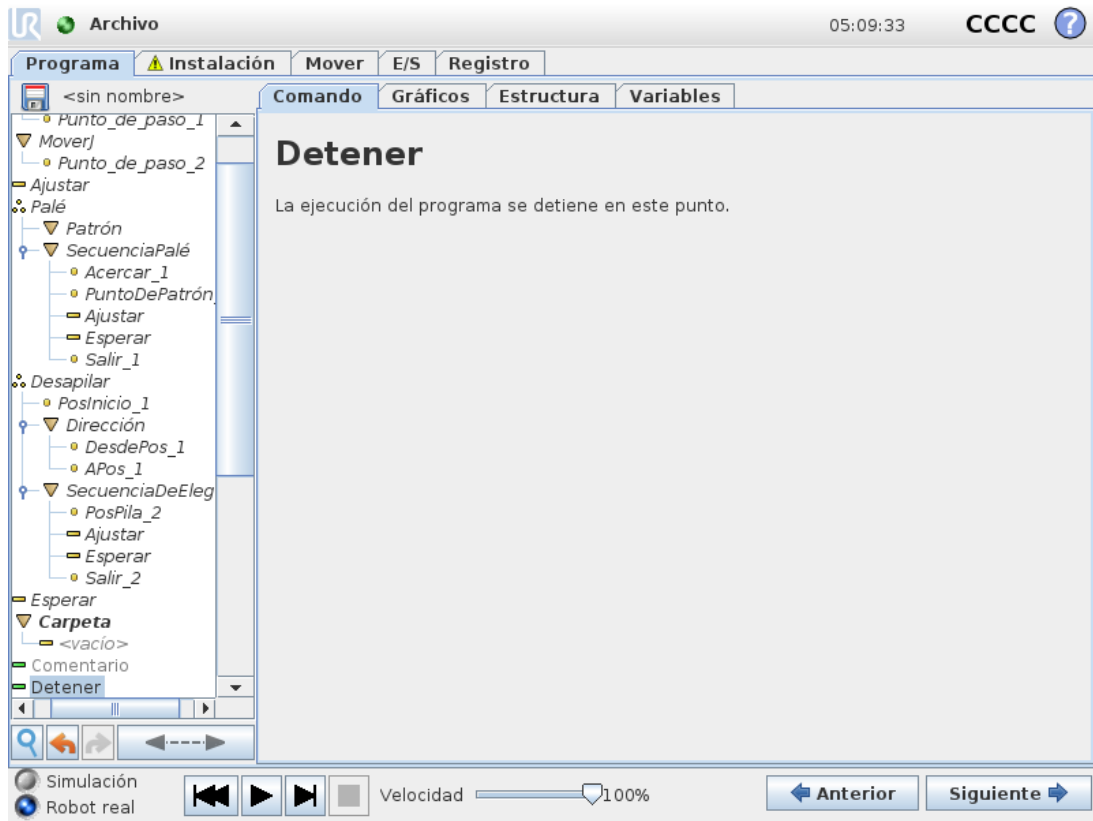 UR Archivo 05:09:33 CCCC ?
Programa Instalación Mover E/S Registro
<sin nombre> Comando Gráficos Estructura Variables
Punto_de_paso_1
MoverJ
Punto_de_paso_2
Ajustar
Palé
Patrón
SecuenciaPalé
Acercar_1
PuntoDePatrón_
Ajustar
Esperar
Salir_1
Desapilar
PosInicio_1
Dirección
DesdePos_1
APos_1
SecuenciaDeEleg
PosPila_2
Ajustar
Esperar
Salir_2
Esperar
Carpeta
<vacío>
Comentario
Detener
Detener
La ejecución del programa se detiene en este punto.
Simulación
Robot real
Velocidad 100% Anterior Siguiente